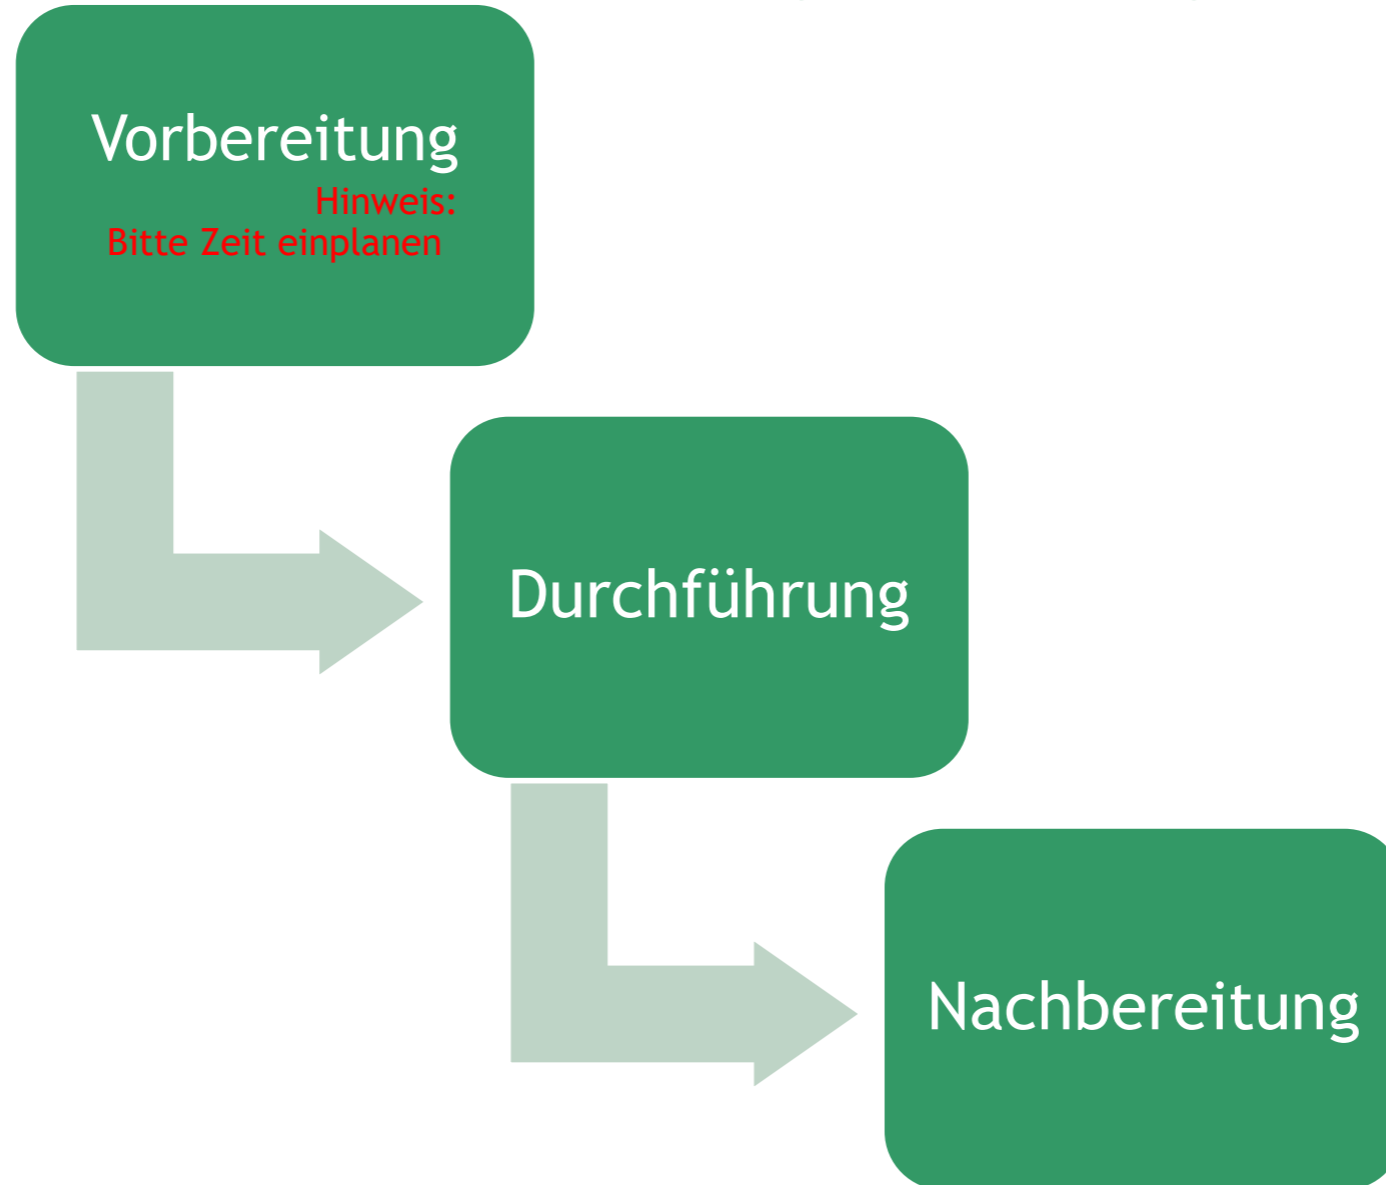 Vorbereitung
Hinweis:
Bitte Zeit einplanen
Durchführung
Nachbereitung